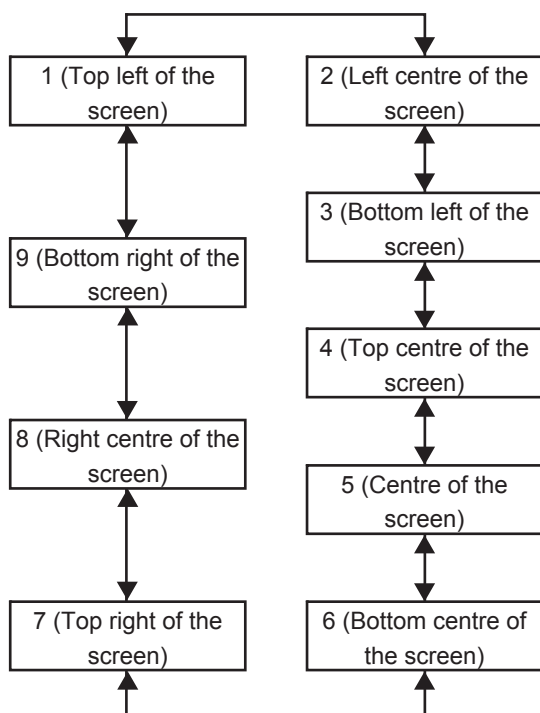 1 (Top left of the
screen)
2 (Left centre of the
screen)
3 (Bottom left of the
screen)
9 (Bottom right of the
screen)
4 (Top centre of the
screen)
8 (Right centre of the
screen)
5 (Centre of the
screen)
7 (Top right of the
screen)
6 (Bottom centre of
the screen)